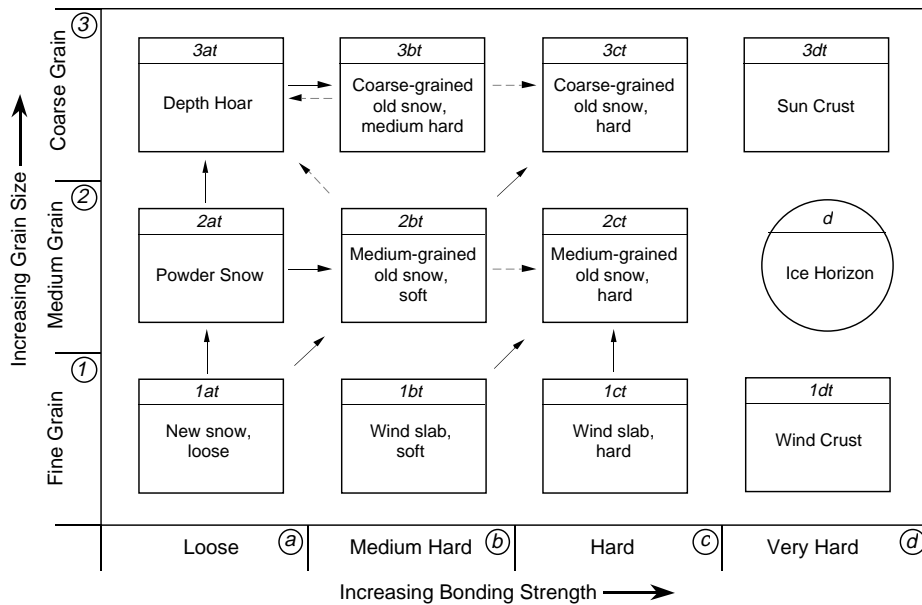 3
Coarse Grain
3at
Depth Hoar
3bt
Coarse-grained
old snow,
medium hard
3ct
Coarse-grained
old snow,
hard
3dt
Sun Crust
Increasing Grain Size
2
Medium Grain
2at
Powder Snow
2bt
Medium-grained
old snow,
soft
2ct
Medium-grained
old snow,
hard
d
Ice Horizon
1
Fine Grain
1at
New snow,
loose
1bt
Wind slab,
soft
1ct
Wind slab,
hard
1dt
Wind Crust
Loose
a
Medium Hard
b
Hard
c
Very Hard
d
Increasing Bonding Strength